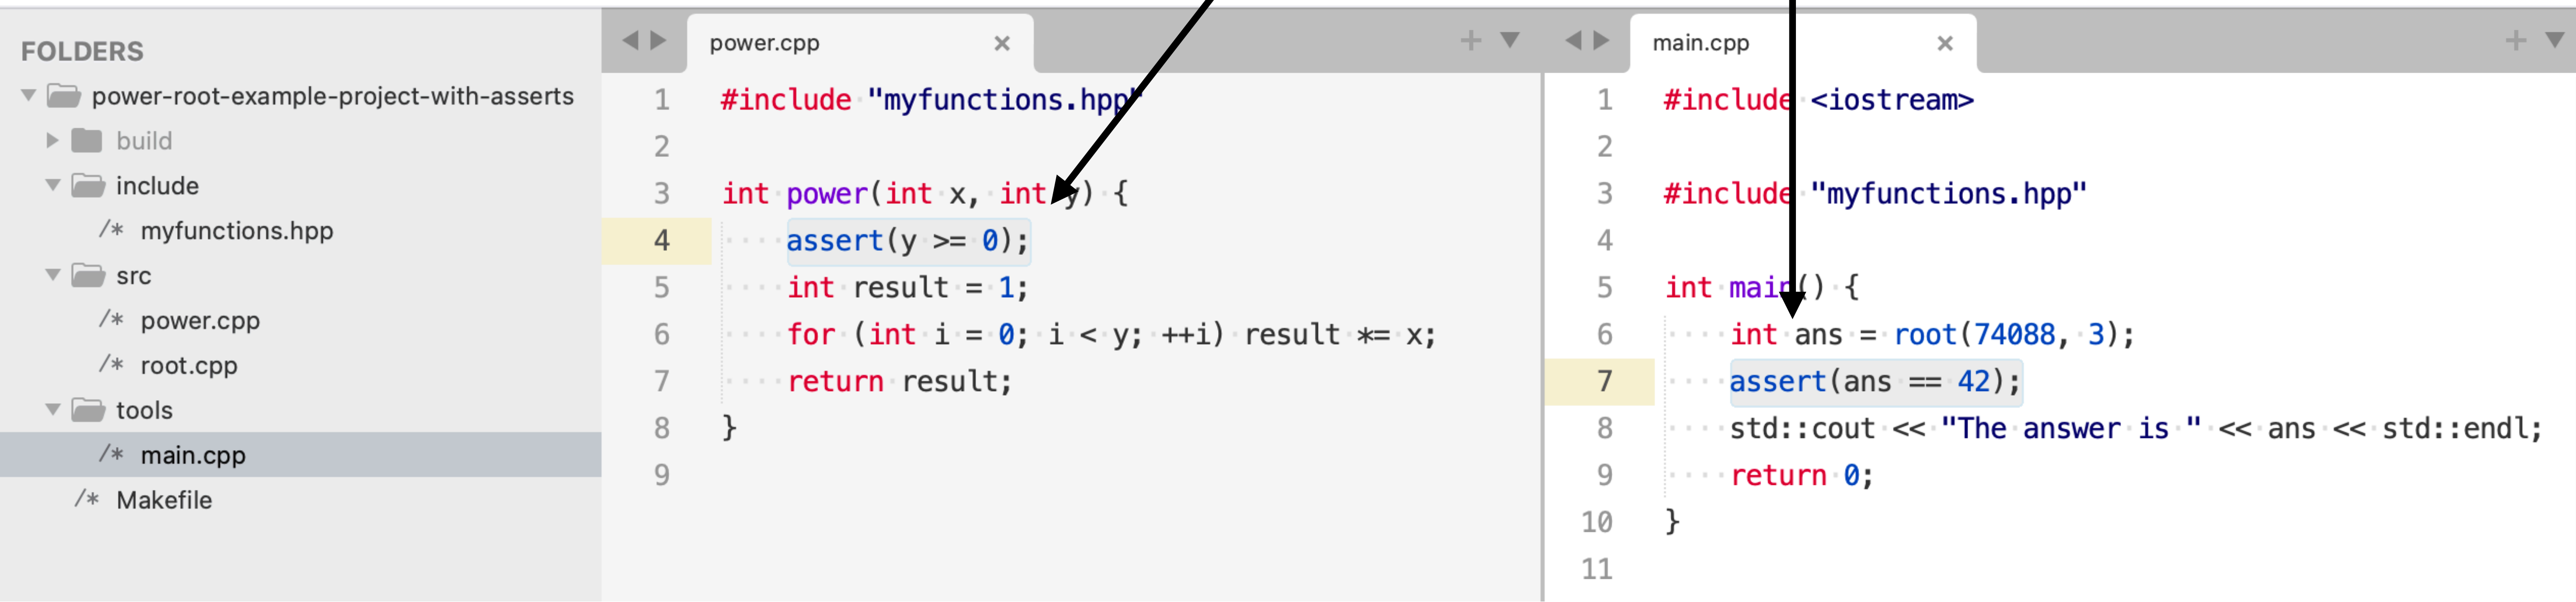 FOLDERS
power-root-example-project-with-asserts
build
include
/* myfunctions.hpp
src
/* power.cpp
/* root.cpp
tools
/* main.cpp
/* Makefile
power.cpp
1 #include "myfunctions.hpp"
2
3 int power(int x, int y) {
4 assert(y >= 0);
5 int result = 1;
6 for (int i = 0; i < y; ++i) result *= x;
7 return result;
8 }
9
main.cpp
1 #include <iostream>
2
3 #include "myfunctions.hpp"
4
5 int main() {
6 int ans = root(74088, 3);
7 assert(ans == 42);
8 std::cout << "The answer is " << ans << std::endl;
9 return 0;
10 }
11